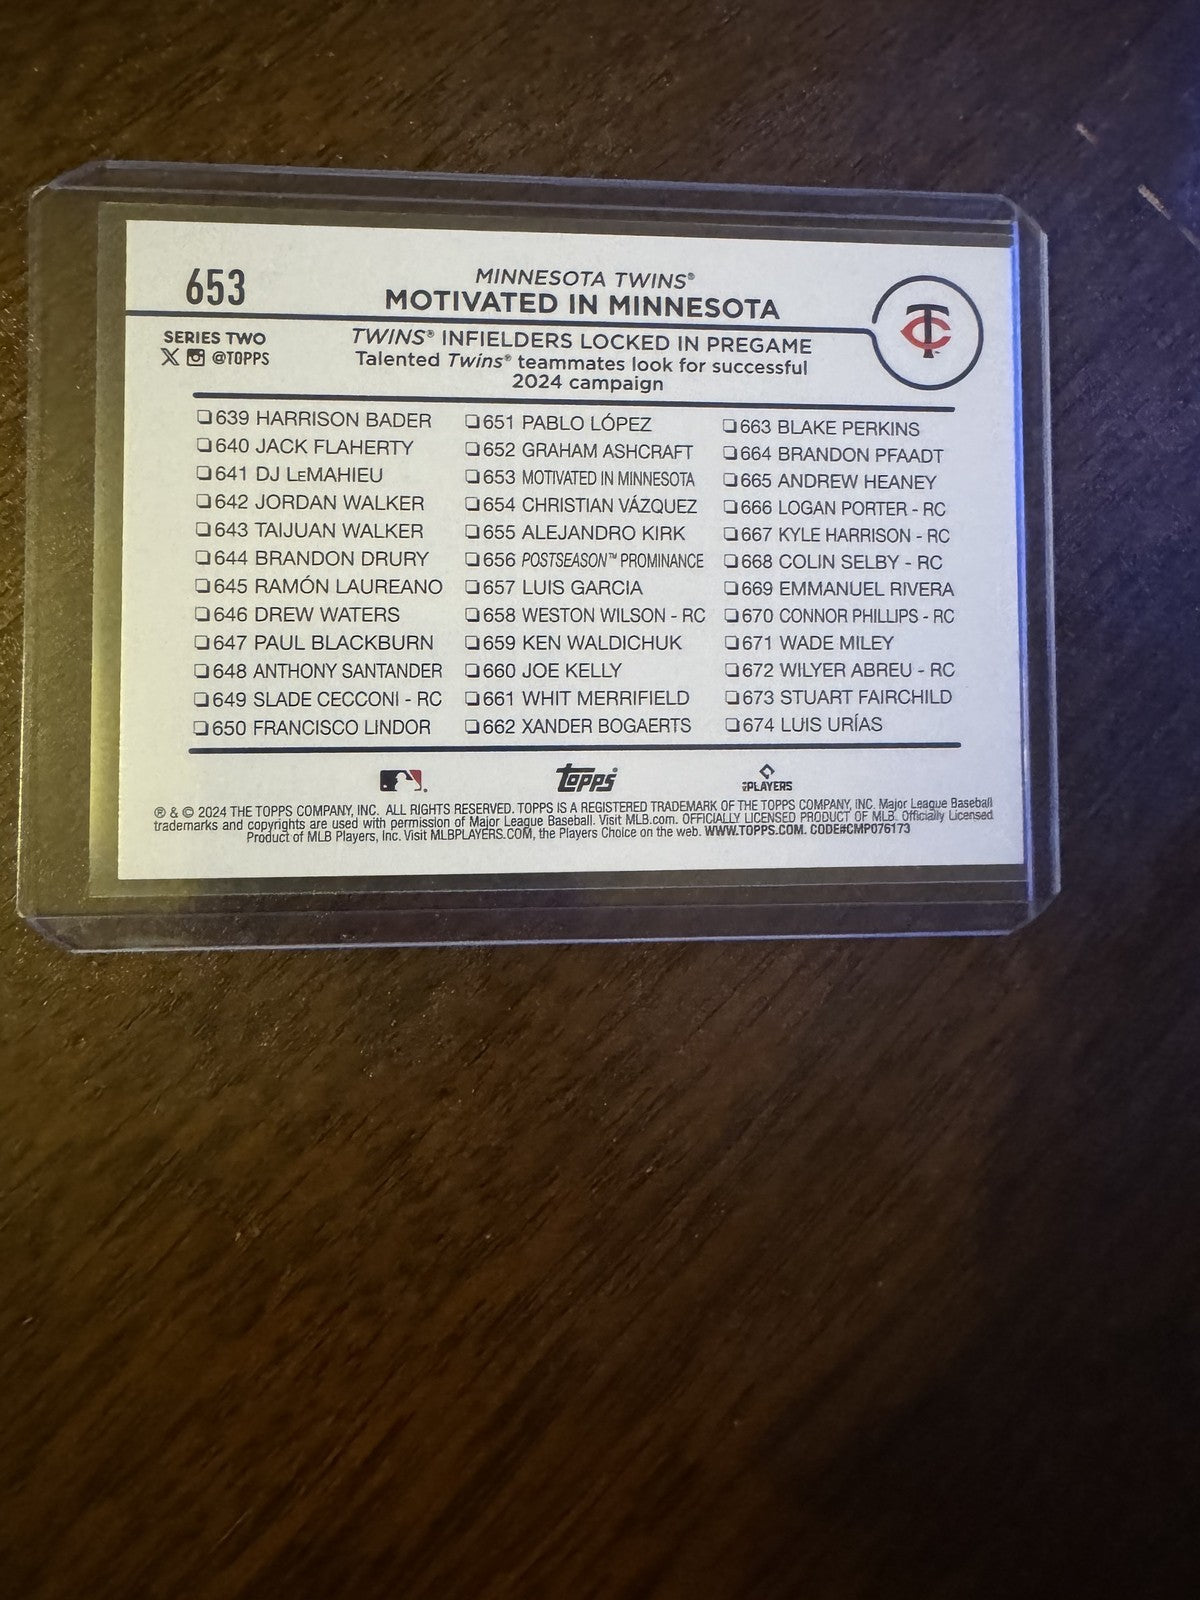 653
MINNESOTA TWINS®
MOTIVATED IN MINNESOTA
SERIES TWO
X @TOPPS
TWINS® INFIELDERS LOCKED IN PREGAME
Talented Twins® teammates look for successful
2024 campaign
TC
❏639 HARRISON BADER
❏640 JACK FLAHERTY
❏641 DJ LEMAHIEU
❏642 JORDAN WALKER
❏643 TAIJUAN WALKER
❏644 BRANDON DRURY
❏645 RAMÓN LAUREANO
❏646 DREW WATERS
❏647 PAUL BLACKBURN
❏648 ANTHONY SANTANDER
❏649 SLADE CECCONI - RC
❏650 FRANCISCO LINDOR
❏651 PABLO LÓPEZ
❏652 GRAHAM ASHCRAFT
❏653 MOTIVATED IN MINNESOTA
❏654 CHRISTIAN VÁZQUEZ
❏655 ALEJANDRO KIRK
❏656 POSTSEASON™ PROMINANCE
❏657 LUIS GARCIA
❏658 WESTON WILSON - RC
❏659 KEN WALDICHUK
❏660 JOE KELLY
❏661 WHIT MERRIFIELD
❏662 XANDER BOGAERTS
❏663 BLAKE PERKINS
❏664 BRANDON PFAADT
❏665 ANDREW HEANEY
❏666 LOGAN PORTER - RC
❏667 KYLE HARRISON - RC
❏668 COLIN SELBY - RC
❏669 EMMANUEL RIVERA
❏670 CONNOR PHILLIPS - RC
❏671 WADE MILEY
❏672 WILYER ABREU - RC
❏673 STUART FAIRCHILD
❏674 LUIS URÍAS
topps
PLAYERS
® & © 2024 THE TOPPS COMPANY, INC. ALL RIGHTS RESERVED. TOPPS IS A REGISTERED TRADEMARK OF THE TOPPS COMPANY, INC. Major League Baseball
trademarks and copyrights are used with permission of Major League Baseball. Visit MLB.com. OFFICIALLY LICENSED PRODUCT OF MLB. Officially Licensed
Product of MLB Players, Inc. Visit MLBPLAYERS.COM, the Players Choice on the web. WWW.TOPPS.COM. CODE#CMP076173